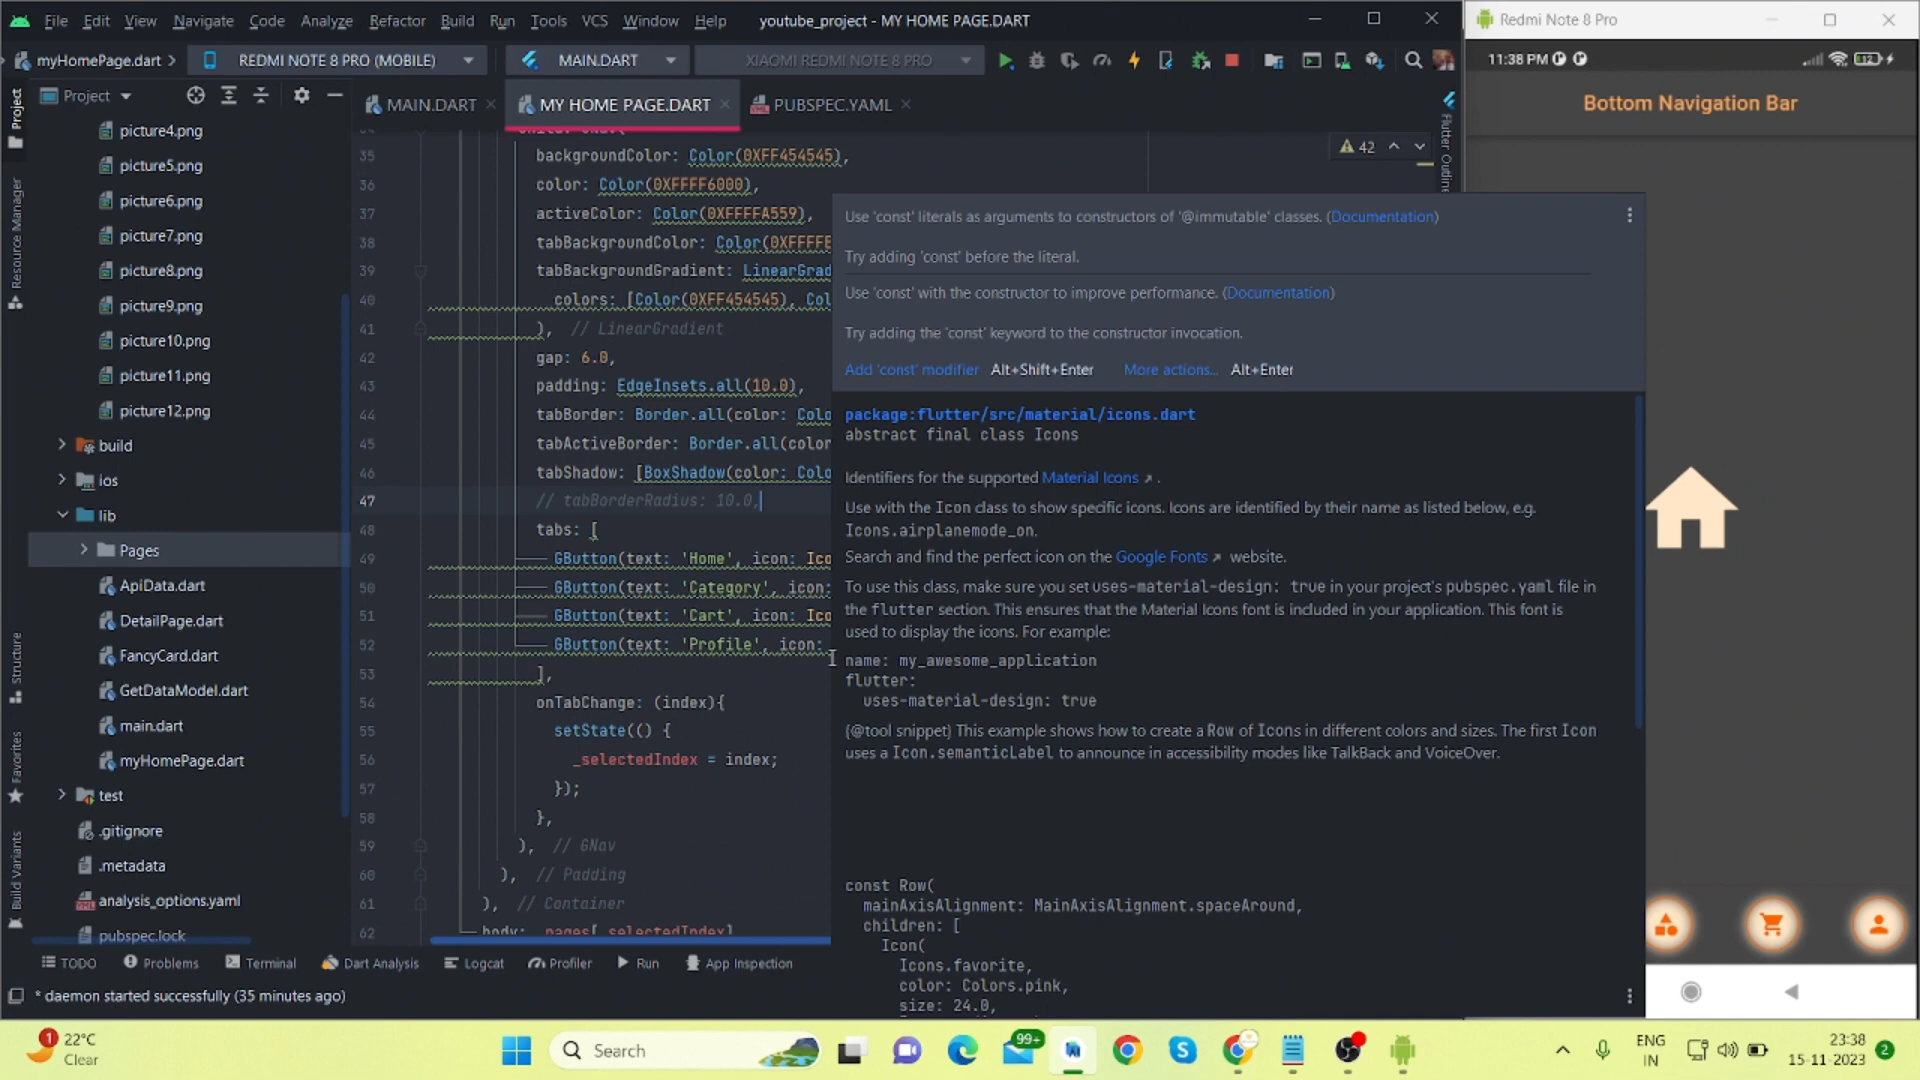 File Edit View Navigate Code Analyze Refactor Build Run Tools VCS Window Help youtube_project - MY HOME PAGE.DART
Redmi Note 8 Pro
myHomePage.dart
REDMI NOTE 8 PRO (MOBILE)
MAIN.DART
XIAOMI REDMI NOTE 8 PRO
11:38 PM
12
Project
MAIN.DART
MY HOME PAGE.DART
PUBSPEC.YAML
Bottom Navigation Bar
Project
Resource Manager
Structure
Favorites
Build Variants
Flutter Outline
picture4.png
picture5.png
picture6.png
picture7.png
picture8.png
picture9.png
picture10.png
picture11.png
picture12.png
build
ios
lib
Pages
ApiData.dart
DetailPage.dart
FancyCard.dart
GetDataModel.dart
main.dart
myHomePage.dart
test
.gitignore
.metadata
analysis_options.yaml
pubspec.lock
42
35 backgroundColor: Color(0XFF454545),
36 color: Color(0XFFFF6000),
37 activeColor: Color(0XFFFFA559),
38 tabBackgroundColor: Color(0XFFFFE
39 tabBackgroundGradient: LinearGrad
40 colors: [Color(0XFF454545), Col
41 ), // LinearGradient
42 gap: 6.0,
43 padding: EdgeInsets.all(10.0),
44 tabBorder: Border.all(color: Colo
45 tabActiveBorder: Border.all(color
46 tabShadow: [BoxShadow(color: Colo
47 // tabBorderRadius: 10.0,
48 tabs: [
49 GButton(text: 'Home', icon: Ico
50 GButton(text: 'Category', icon:
51 GButton(text: 'Cart', icon: Ico
52 GButton(text: 'Profile', icon:
53 ],
54 onTabChange: (index){
55 setState(() {
56 _selectedIndex = index;
57 });
58 },
59 ), // GNav
60 ), // Padding
61 ), // Container
62 body: _pages[_selectedIndex]
Use 'const' literals as arguments to constructors of '@immutable' classes. (Documentation)
Try adding 'const' before the literal.
Use 'const' with the constructor to improve performance. (Documentation)
Try adding the 'const' keyword to the constructor invocation.
Add 'const' modifier Alt+Shift+Enter More actions... Alt+Enter
package:flutter/src/material/icons.dart
abstract final class Icons
Identifiers for the supported Material Icons ↗ .
Use with the Icon class to show specific icons. Icons are identified by their name as listed below, e.g.
Icons.airplanemode_on.
Search and find the perfect icon on the Google Fonts ↗ website.
To use this class, make sure you set uses-material-design: true in your project's pubspec.yaml file in
the flutter section. This ensures that the Material Icons font is included in your application. This font is
used to display the icons. For example:
name: my_awesome_application
flutter:
uses-material-design: true
{@tool snippet} This example shows how to create a Row of Icons in different colors and sizes. The first Icon
uses a Icon.semanticLabel to announce in accessibility modes like TalkBack and VoiceOver.
const Row(
mainAxisAlignment: MainAxisAlignment.spaceAround,
children: [
Icon(
Icons.favorite,
color: Colors.pink,
size: 24.0,
TODO Problems Terminal Dart Analysis Logcat Profiler Run App Inspection
* daemon started successfully (35 minutes ago)
1
22°C
Clear
Search
99+
ENG
IN
23:38
15-11-2023
2